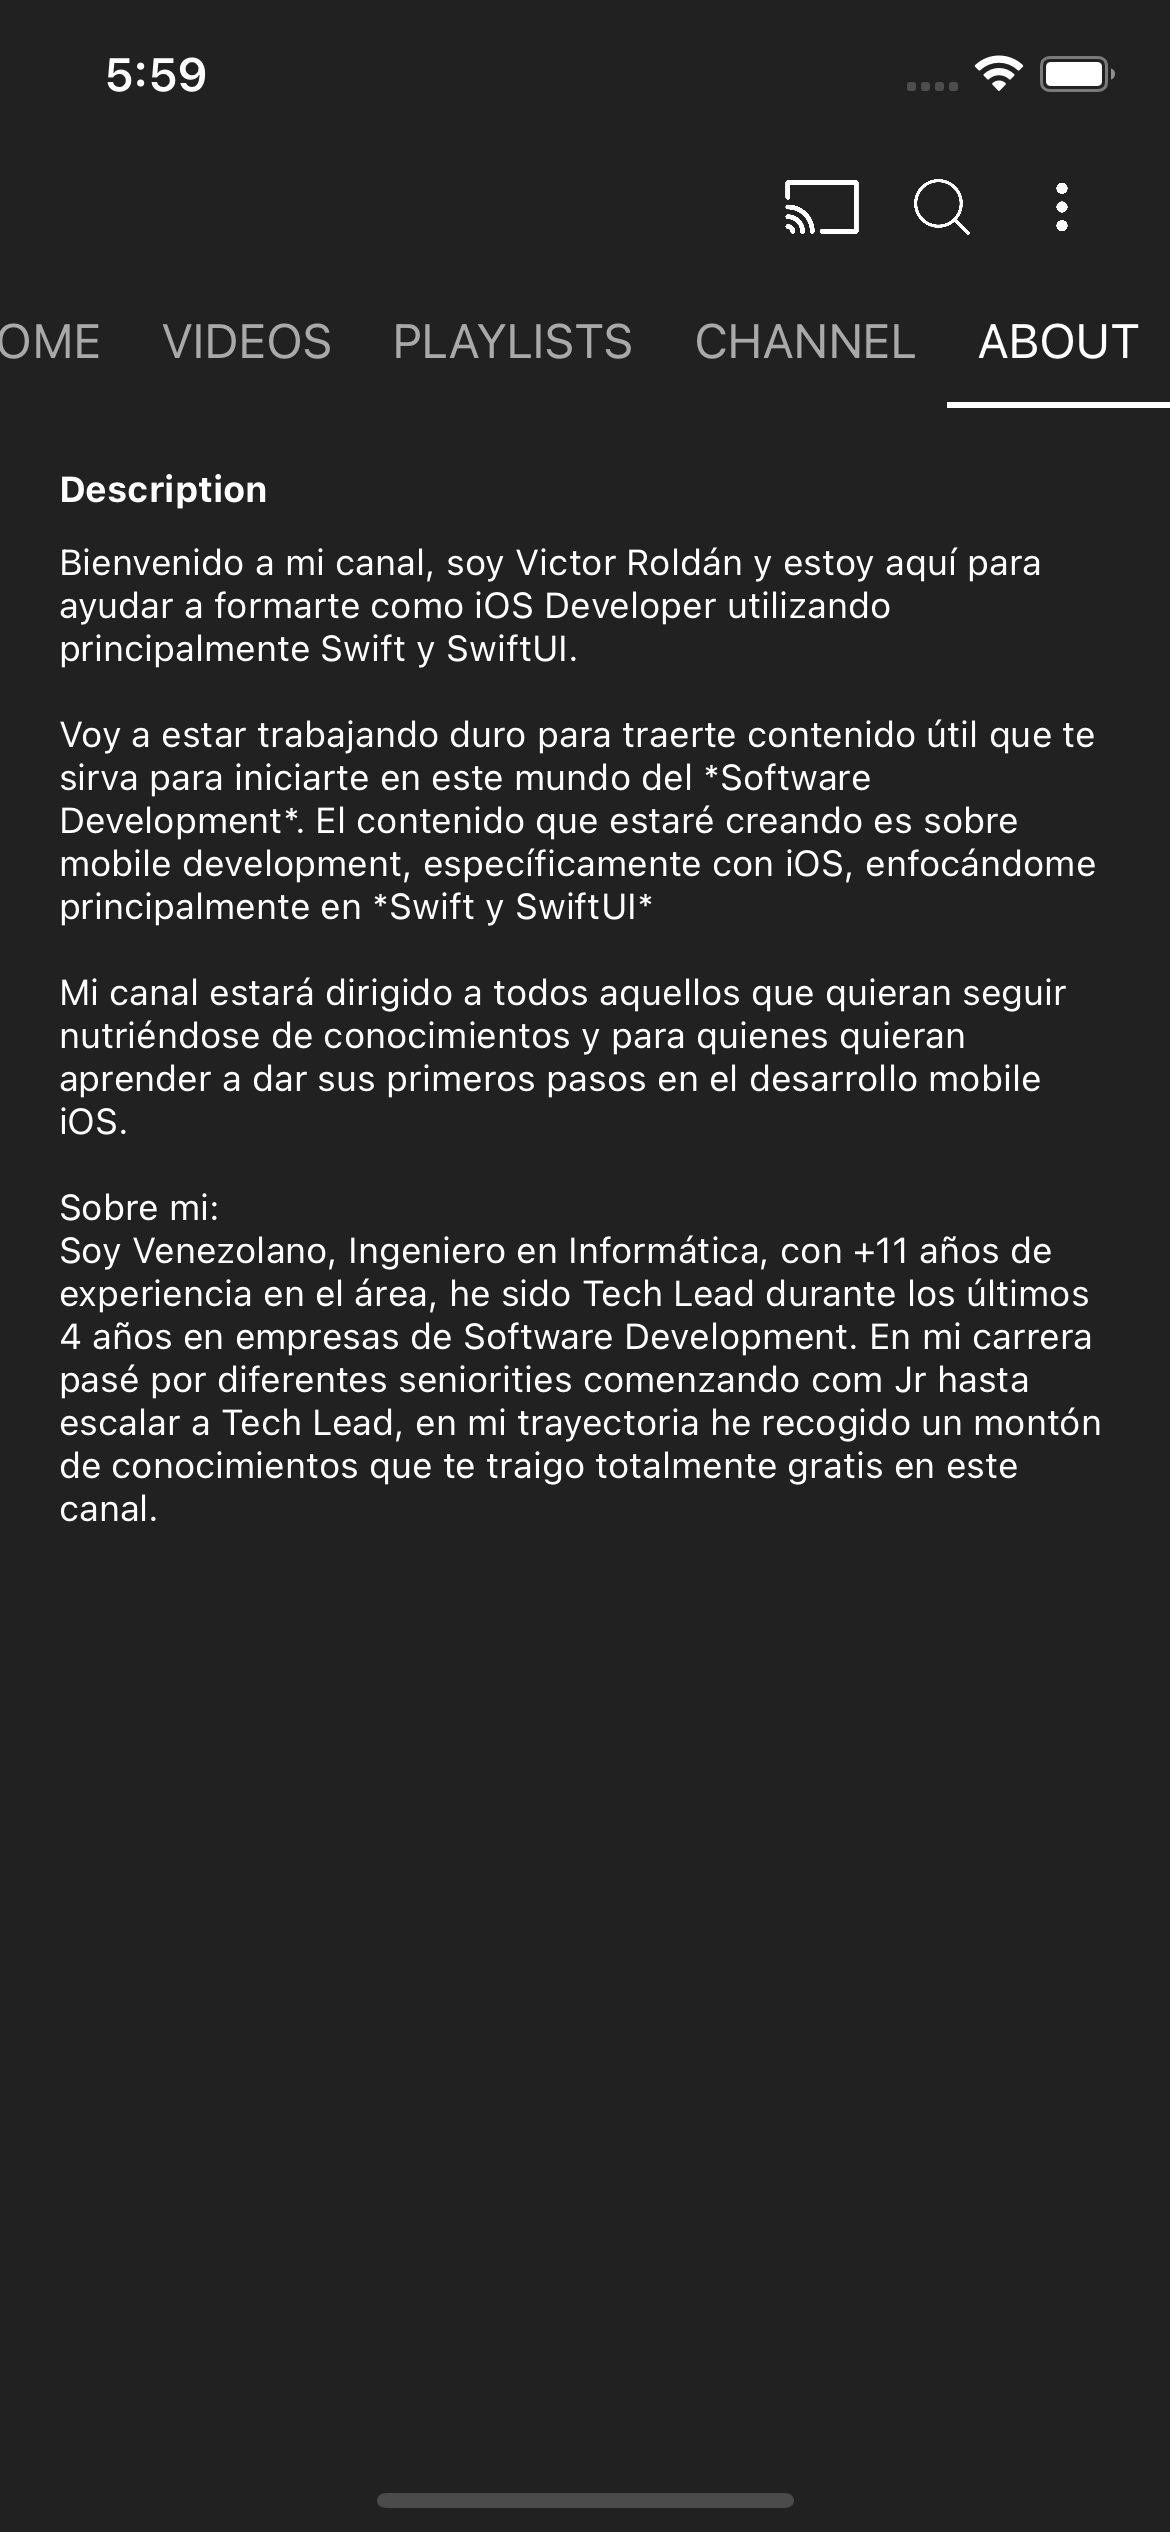 5:59
OME VIDEOS PLAYLISTS CHANNEL ABOUT
Description
Bienvenido a mi canal, soy Victor Roldán y estoy aquí para
ayudar a formarte como iOS Developer utilizando
principalmente Swift y SwiftUI.
Voy a estar trabajando duro para traerte contenido útil que te
sirva para iniciarte en este mundo del *Software
Development*. El contenido que estaré creando es sobre
mobile development, específicamente con iOS, enfocándome
principalmente en *Swift y SwiftUI*
Mi canal estará dirigido a todos aquellos que quieran seguir
nutriéndose de conocimientos y para quienes quieran
aprender a dar sus primeros pasos en el desarrollo mobile
iOS.
Sobre mi:
Soy Venezolano, Ingeniero en Informática, con +11 años de
experiencia en el área, he sido Tech Lead durante los últimos
4 años en empresas de Software Development. En mi carrera
pasé por diferentes seniorities comenzando com Jr hasta
escalar a Tech Lead, en mi trayectoria he recogido un montón
de conocimientos que te traigo totalmente gratis en este
canal.